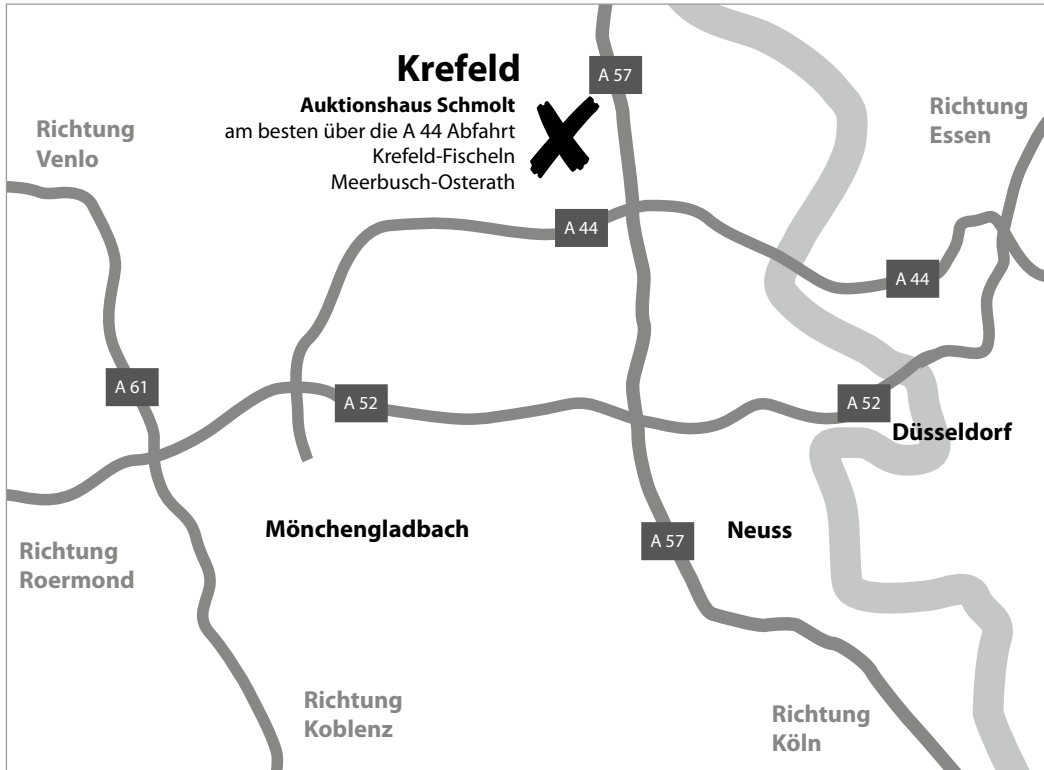 Krefeld
Auktionshaus Schmolt
am besten über die A 44 Abfahrt
Krefeld-Fischeln
Meerbusch-Osterath
A 57
Richtung
Venlo
Richtung
Essen
A 44
A 44
A 61
A 52
A 52
Düsseldorf
Mönchengladbach
Neuss
A 57
Richtung
Roermond
Richtung
Koblenz
Richtung
Köln